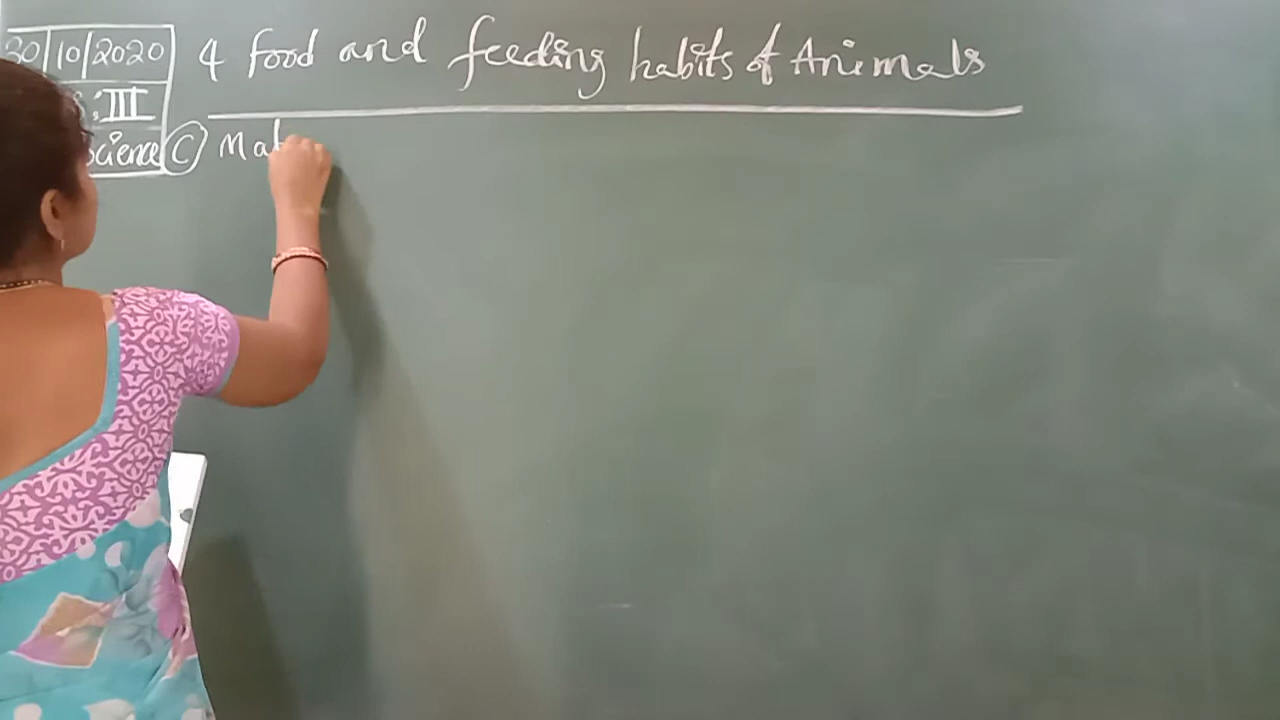 30/10/2020
4 Food and feeding habits of Animals
: III
Science
(C) Mat